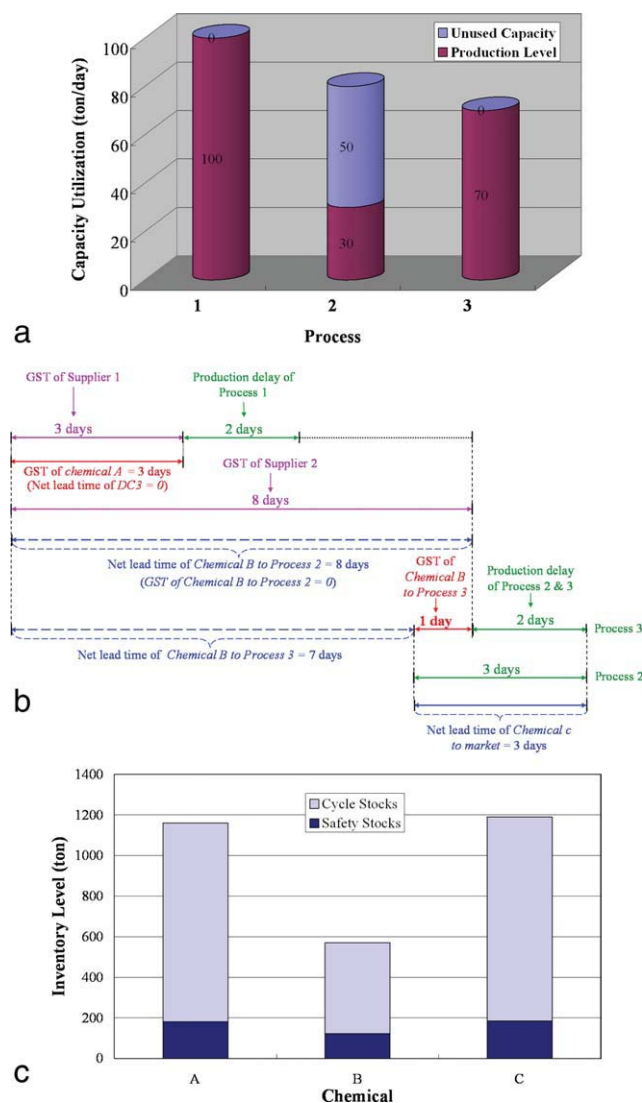 100
80
60
40
20
0
Capacity Utilization (ton/day)
Unused Capacity
Production Level
0
100
50
30
0
70
1
2
3
Process
a
GST of Supplier 1
Production delay of
Process 1
3 days
2 days
GST of chemical A = 3 days
(Net lead time of DC3 = 0)
GST of Supplier 2
8 days
Net lead time of Chemical B to Process 2 = 8 days
(GST of Chemical B to Process 2 = 0)
GST of
Chemical B
to Process 3
Production delay
of Process 2 & 3
1 day
2 days
Process 3
Net lead time of Chemical B to Process 3 = 7 days
3 days
Process 2
Net lead time of Chemical c
to market = 3 days
b
1400
1200
1000
800
600
400
200
0
Inventory Level (ton)
Cycle Stocks
Safety Stocks
A
B
C
Chemical
c